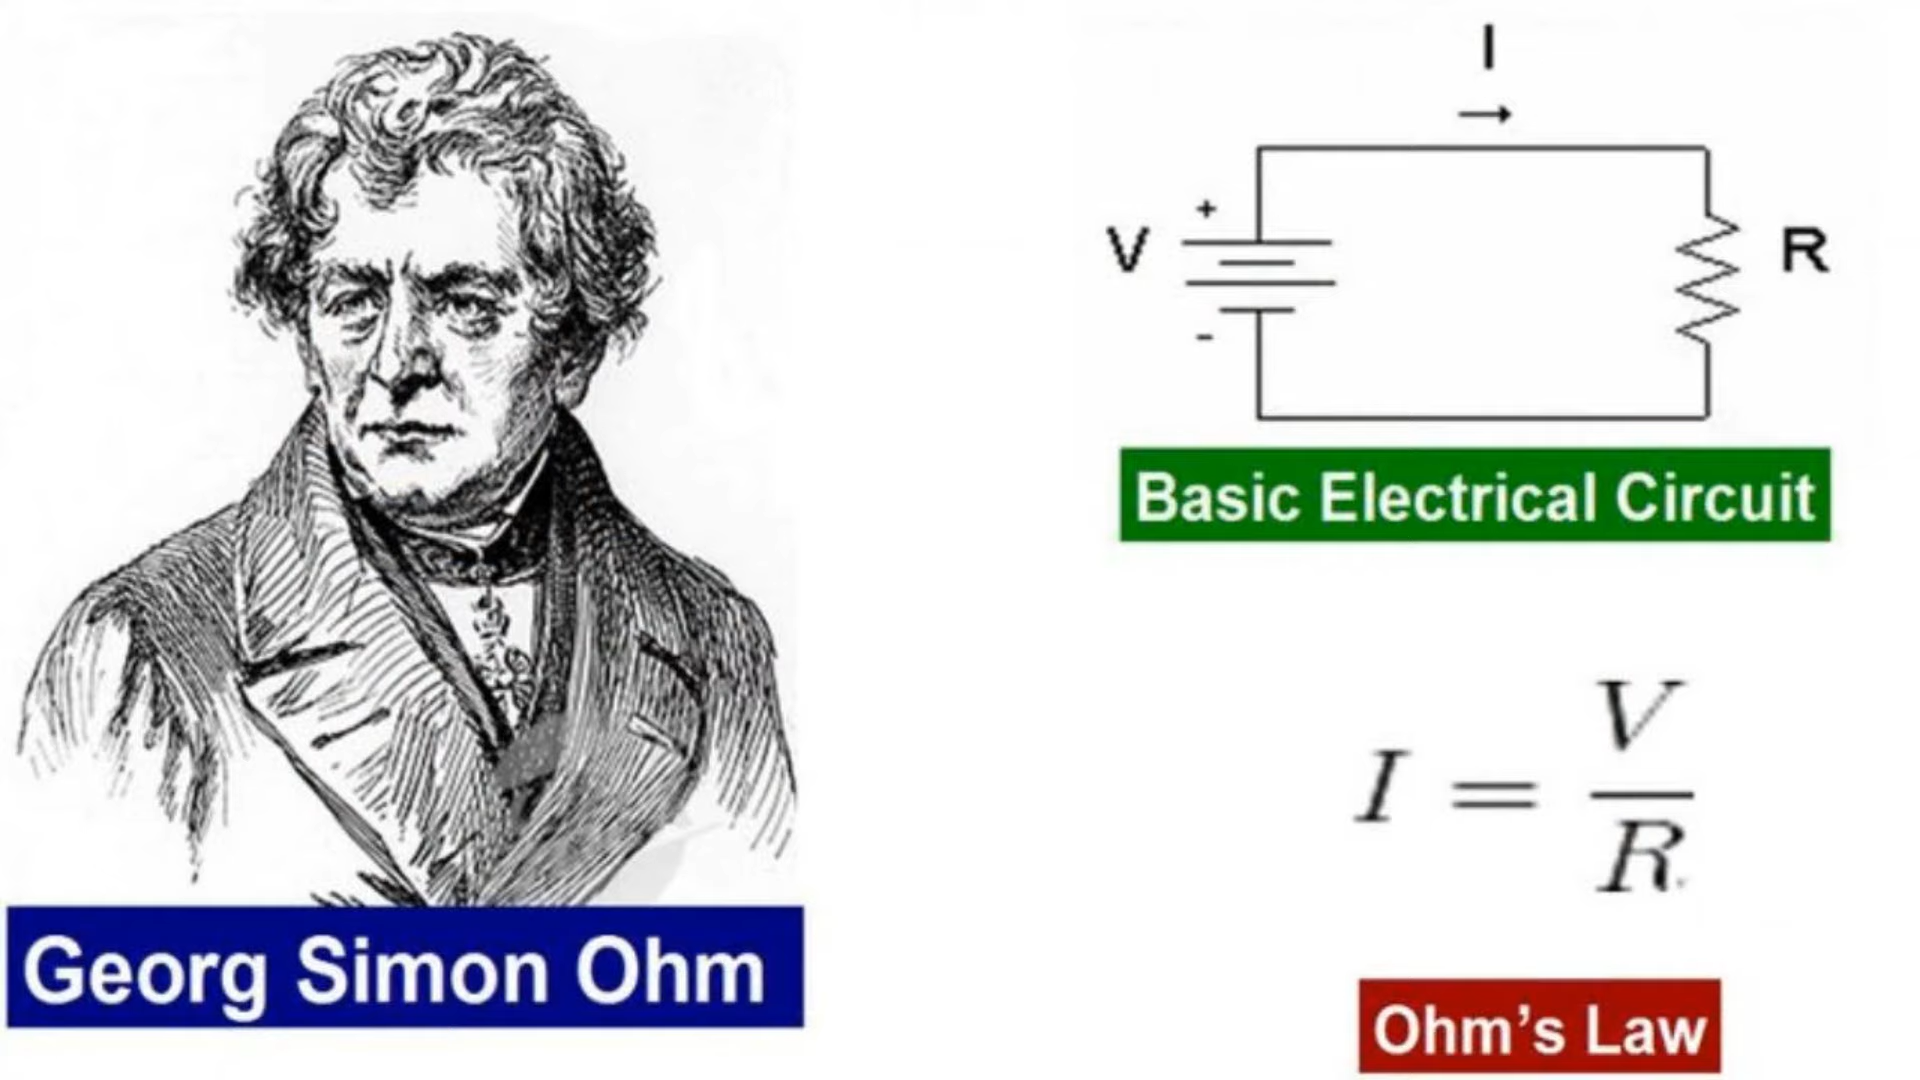 Georg Simon Ohm
I
→
+
V
R
-
Basic Electrical Circuit
I = V/R
Ohm's Law